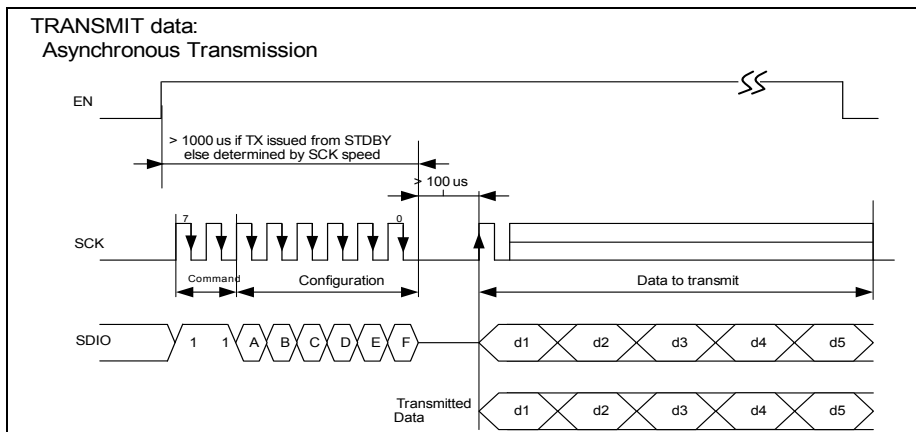 TRANSMIT data:
Asynchronous Transmission
EN
> 1000 us if TX issued from STDBY
else determined by SCK speed
> 100 us
7 0
SCK
Command Configuration Data to transmit
SDIO 1 1 A B C D E F d1 d2 d3 d4 d5
Transmitted
Data
d1 d2 d3 d4 d5